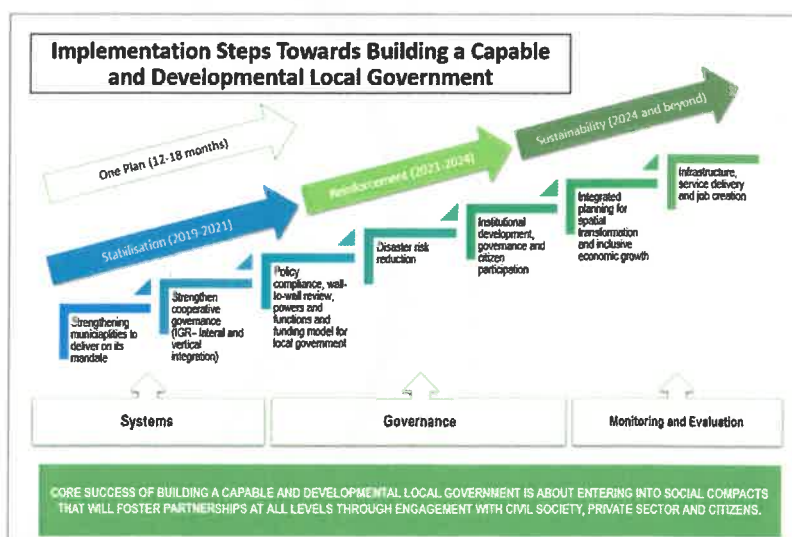 Implementation Steps Towards Building a Capable
and Developmental Local Government
One Plan (12-18 months)
Stabilisation (2019-2021)
Reinforcement (2021-2024)
Sustainability (2024 and beyond)
Strengthening
municiaplities to
deliver on its
mandate
Strengthen
cooperative
governance
(IGR– lateral and
vertical
integration)
Policy
compliance, wall-
to-wall review,
powers and
functions and
funding model for
local government
Disaster risk
reduction
Institutional
development,
governance and
citizen
participation
Integrated
planning for
spatial
transformation
and inclusive
economic growth
Infrastructure,
service delivery
and job creation
Systems
Governance
Monitoring and Evaluation
CORE SUCCESS OF BUILDING A CAPABLE AND DEVELOPMENTAL LOCAL GOVERNMENT IS ABOUT ENTERING INTO SOCIAL COMPACTS
THAT WILL FOSTER PARTNERSHIPS AT ALL LEVELS THROUGH ENGAGEMENT WITH CIVIL SOCIETY, PRIVATE SECTOR AND CITIZENS.